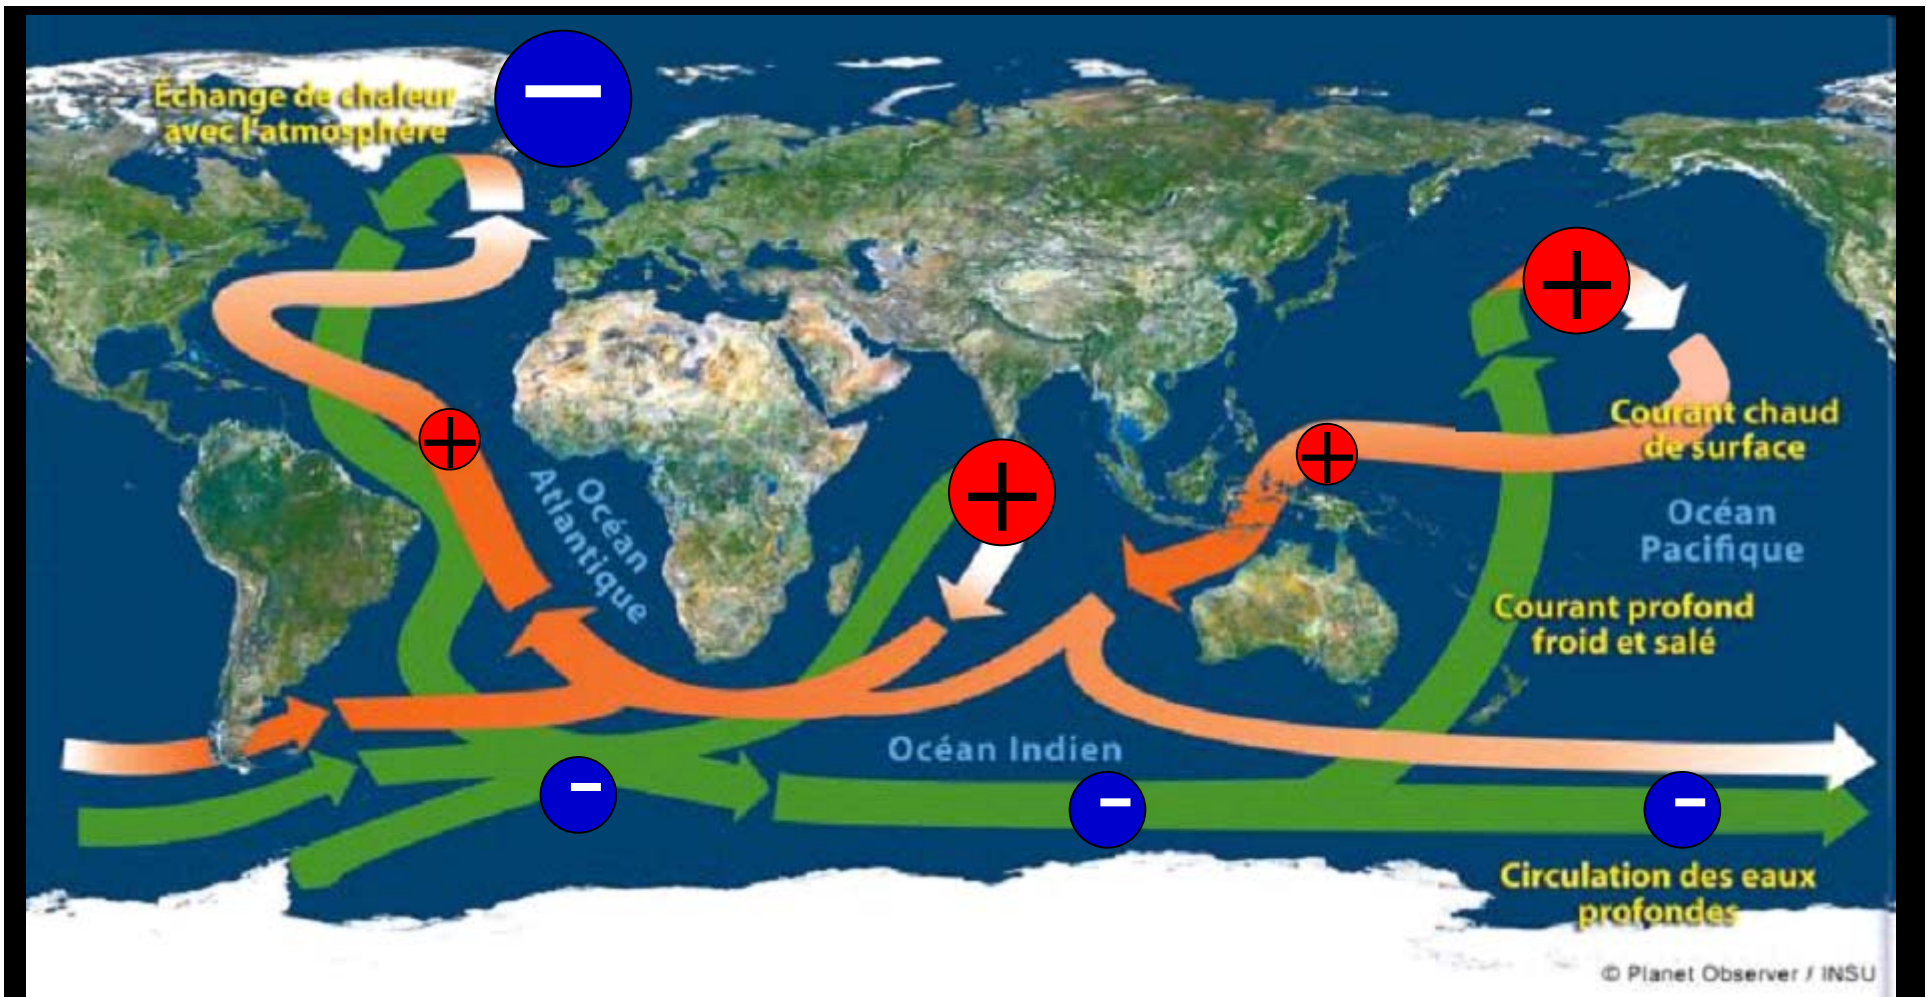 Échange de chaleur
avec l'atmosphère
−
+
+
+
+
Courant chaud
de surface
Océan
Atlantique
Océan
Pacifique
Courant profond
froid et salé
Océan Indien
-
-
-
Circulation des eaux
profondes
© Planet Observer / INSU